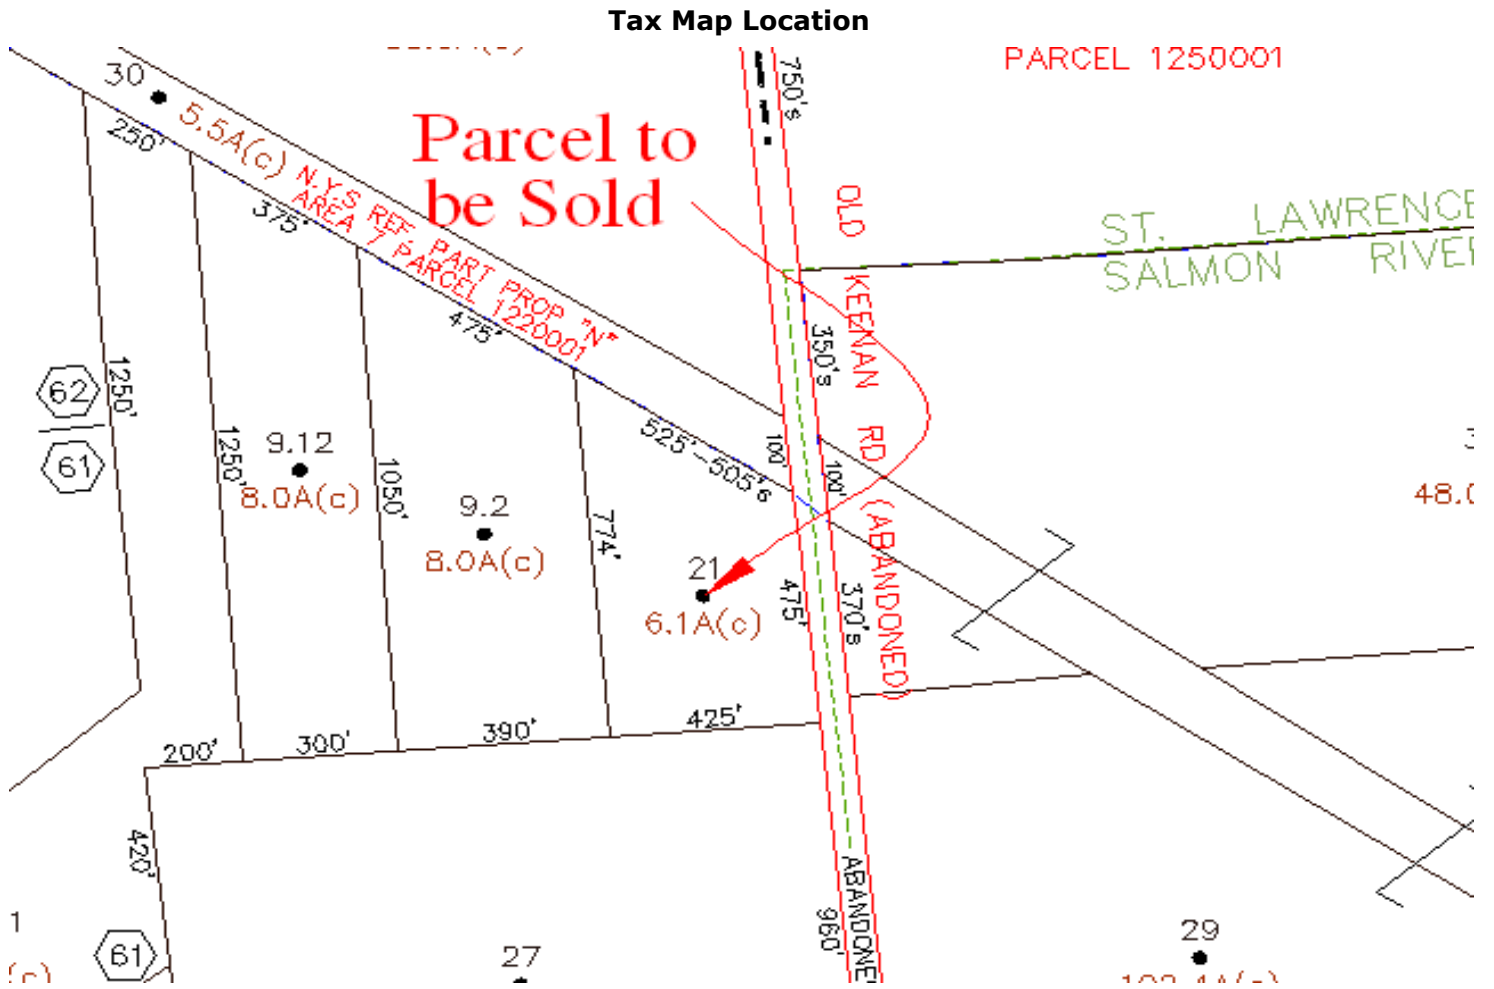 Tax Map Location
PARCEL 1250001
750's
30
5.5A(c)
250'
Parcel to
be Sold
N.Y.S REF. PART PROP "N"
AREA 7 PARCEL 1220001
375'
475'
OLD KEENAN RD (ABANDONED)
ST. LAWRENCE
SALMON RIVE
350's
1250'
62
61
9.12
8.0A(c)
1250'
1050'
9.2
8.0A(c)
525'-505's
100'
100'
48.0
774'
21
6.1A(c)
475'
370's
200'
300'
390'
425'
420'
ABANDONE
960'
1
(c)
61
27
29